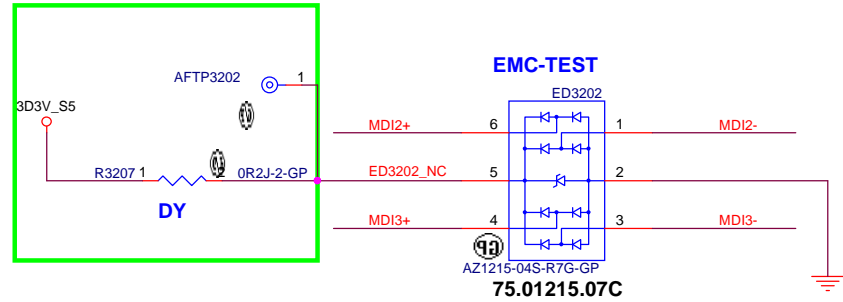 EMC-TEST
AFTP3202
1
ED3202
3D3V_S5
MDI2+
6
1
MDI2-
R3207
1
2
0R2J-2-GP
ED3202_NC
5
2
DY
MDI3+
4
3
MDI3-
AZ1215-04S-R7G-GP
75.01215.07C